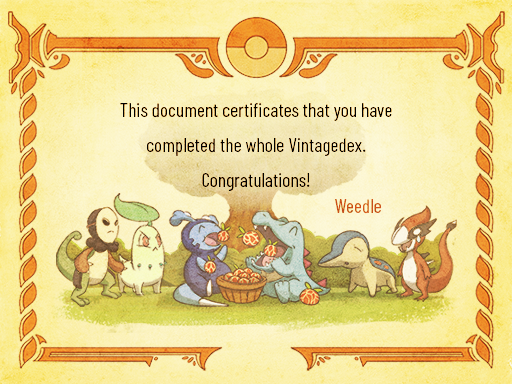 This document certificates that you have
completed the whole Vintagedex.
Congratulations!
Weedle